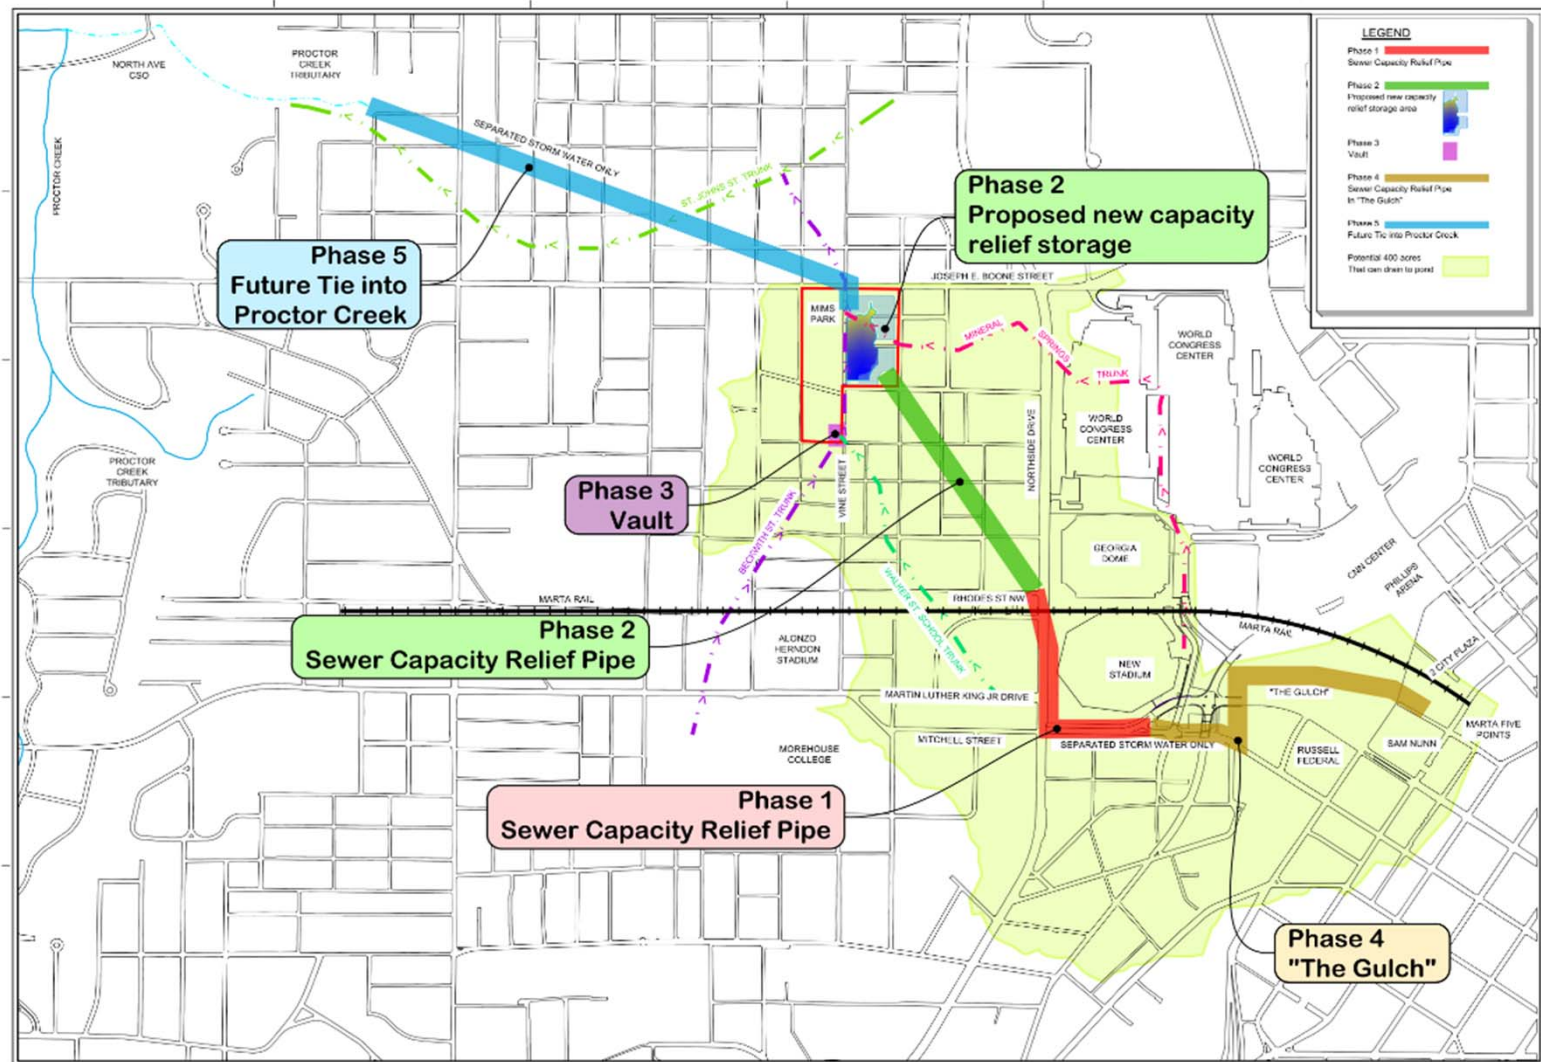 LEGEND
Phase 1
Sewer Capacity Relief Pipe
Phase 2
Proposed new capacity
relief storage area
Phase 3
Vault
Phase 4
Sewer Capacity Relief Pipe
In "The Gulch"
Phase 5
Future Tie into Proctor Creek
Potential 400 acres
That can drain to pond
NORTH AVE
CSO
PROCTOR
CREEK
TRIBUTARY
PROCTOR CREEK
SEPARATED STORM WATER ONLY
ST. JOHNS ST. TRUNK
Phase 2
Proposed new capacity
relief storage
Phase 5
Future Tie into
Proctor Creek
JOSEPH E. BOONE STREET
MIMS
PARK
MINERAL
SPRINGS
TRUNK
WORLD
CONGRESS
CENTER
WORLD
CONGRESS
CENTER
WORLD
CONGRESS
CENTER
NORTHSIDE DRIVE
PROCTOR
CREEK
TRIBUTARY
Phase 3
Vault
VINE STREET
BECKWITH ST. TRUNK
WALKER ST. SCHOOL TRUNK
GEORGIA
DOME
CNN CENTER
PHILLIPS
ARENA
MARTA RAIL
RHODES ST NW
MARTA RAIL
Phase 2
Sewer Capacity Relief Pipe
ALONZO
HERNDON
STADIUM
NEW
STADIUM
3 CITY PLAZA
MARTIN LUTHER KING JR DRIVE
"THE GULCH"
MARTA FIVE
POINTS
MITCHELL STREET
SEPARATED STORM WATER ONLY
SAM NUNN
RUSSELL
FEDERAL
MOREHOUSE
COLLEGE
Phase 1
Sewer Capacity Relief Pipe
Phase 4
"The Gulch"